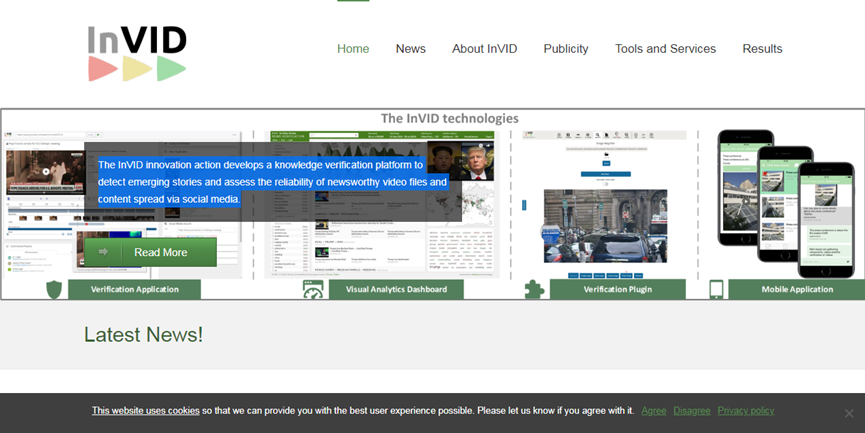 InVID
Home News About InVID Publicity Tools and Services Results
The InVID technologies
The InVID innovation action develops a knowledge verification platform to
detect emerging stories and assess the reliability of newsworthy video files and
content spread via social media.
Read More
Verification Application Visual Analytics Dashboard Verification Plugin Mobile Application
Latest News!
This website uses cookies so that we can provide you with the best user experience possible. Please let us know if you agree with it. Agree Disagree Privacy policy